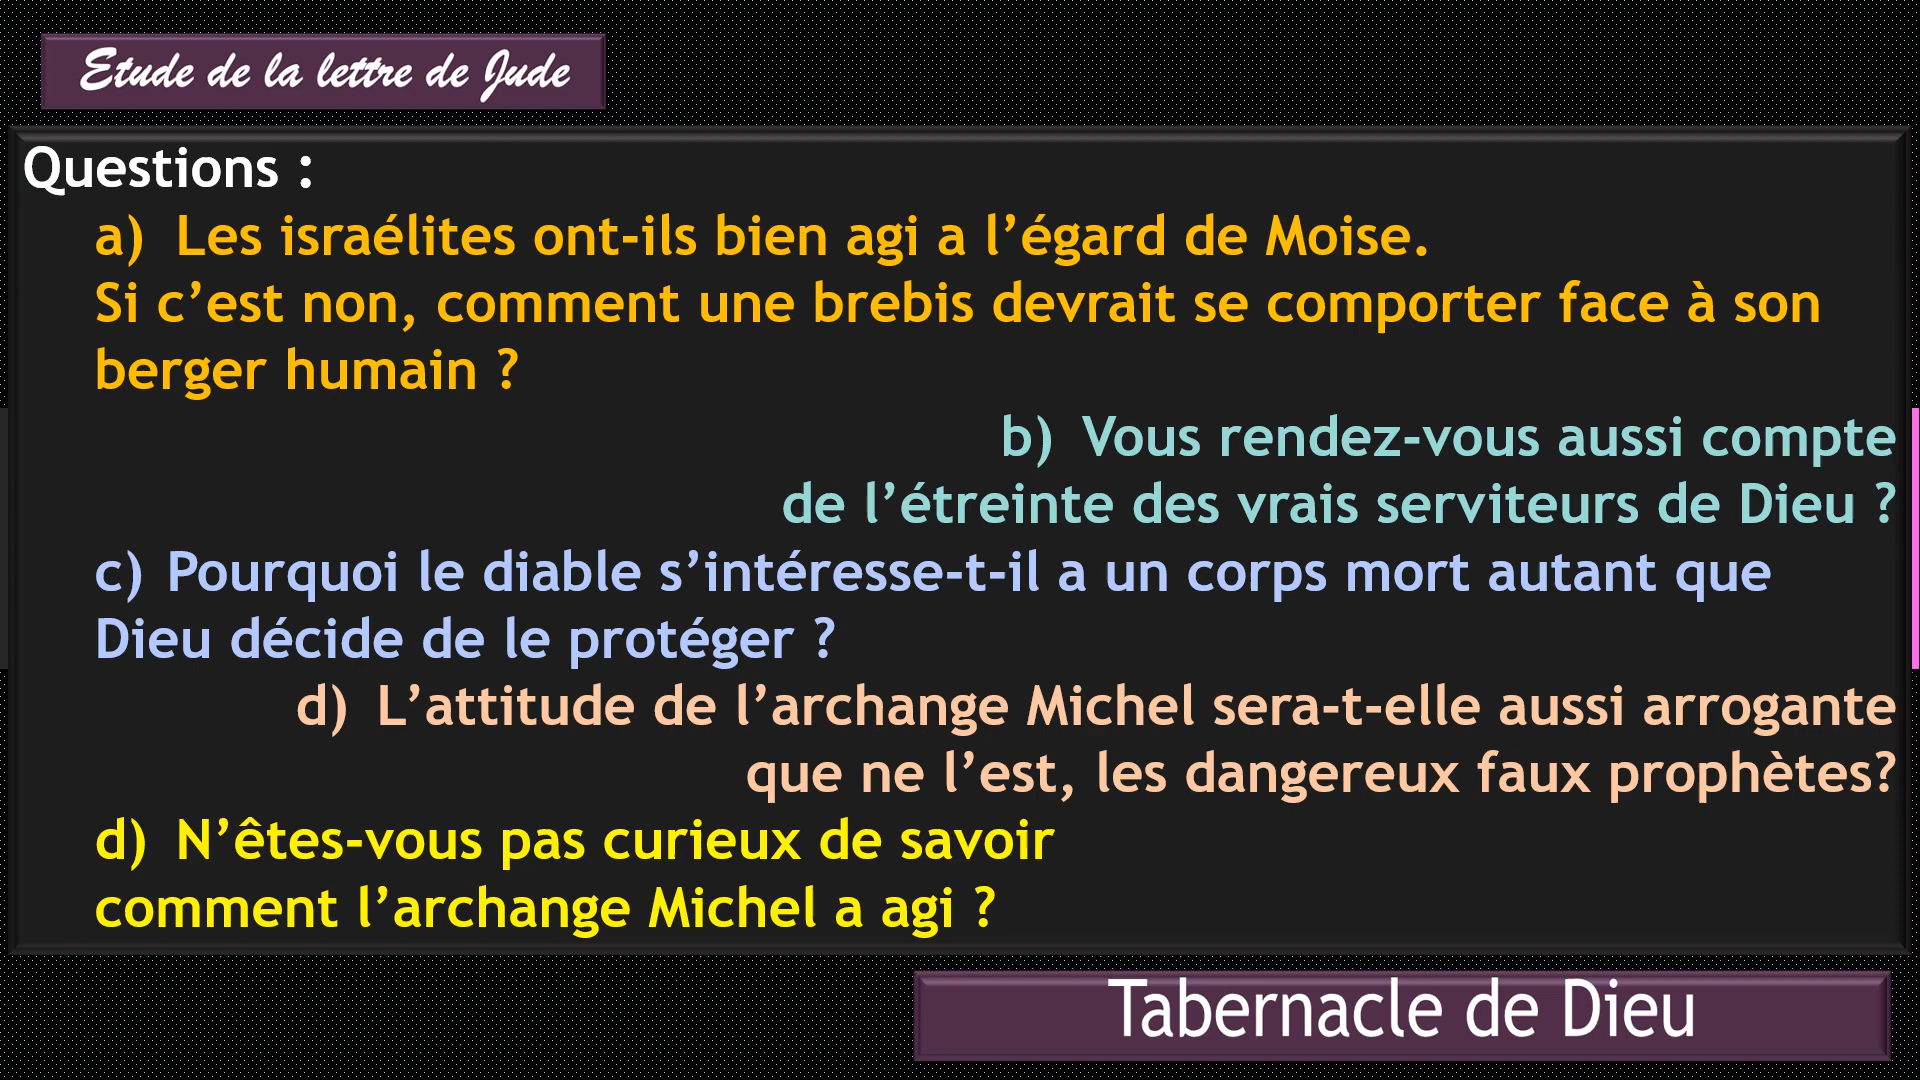 Etude de la lettre de Jude
Questions :
a) Les israélites ont-ils bien agi a l’égard de Moise.
Si c’est non, comment une brebis devrait se comporter face à son
berger humain ?
b) Vous rendez-vous aussi compte
de l’étreinte des vrais serviteurs de Dieu ?
c) Pourquoi le diable s’intéresse-t-il a un corps mort autant que
Dieu décide de le protéger ?
d) L’attitude de l’archange Michel sera-t-elle aussi arrogante
que ne l’est, les dangereux faux prophètes?
d) N’êtes-vous pas curieux de savoir
comment l’archange Michel a agi ?
Tabernacle de Dieu